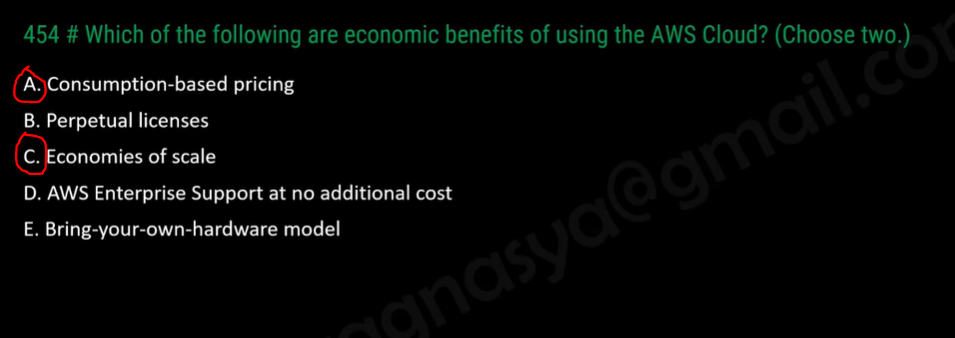 454 # Which of the following are economic benefits of using the AWS Cloud? (Choose two.)
A. Consumption-based pricing
B. Perpetual licenses
C. Economies of scale
D. AWS Enterprise Support at no additional cost
E. Bring-your-own-hardware model